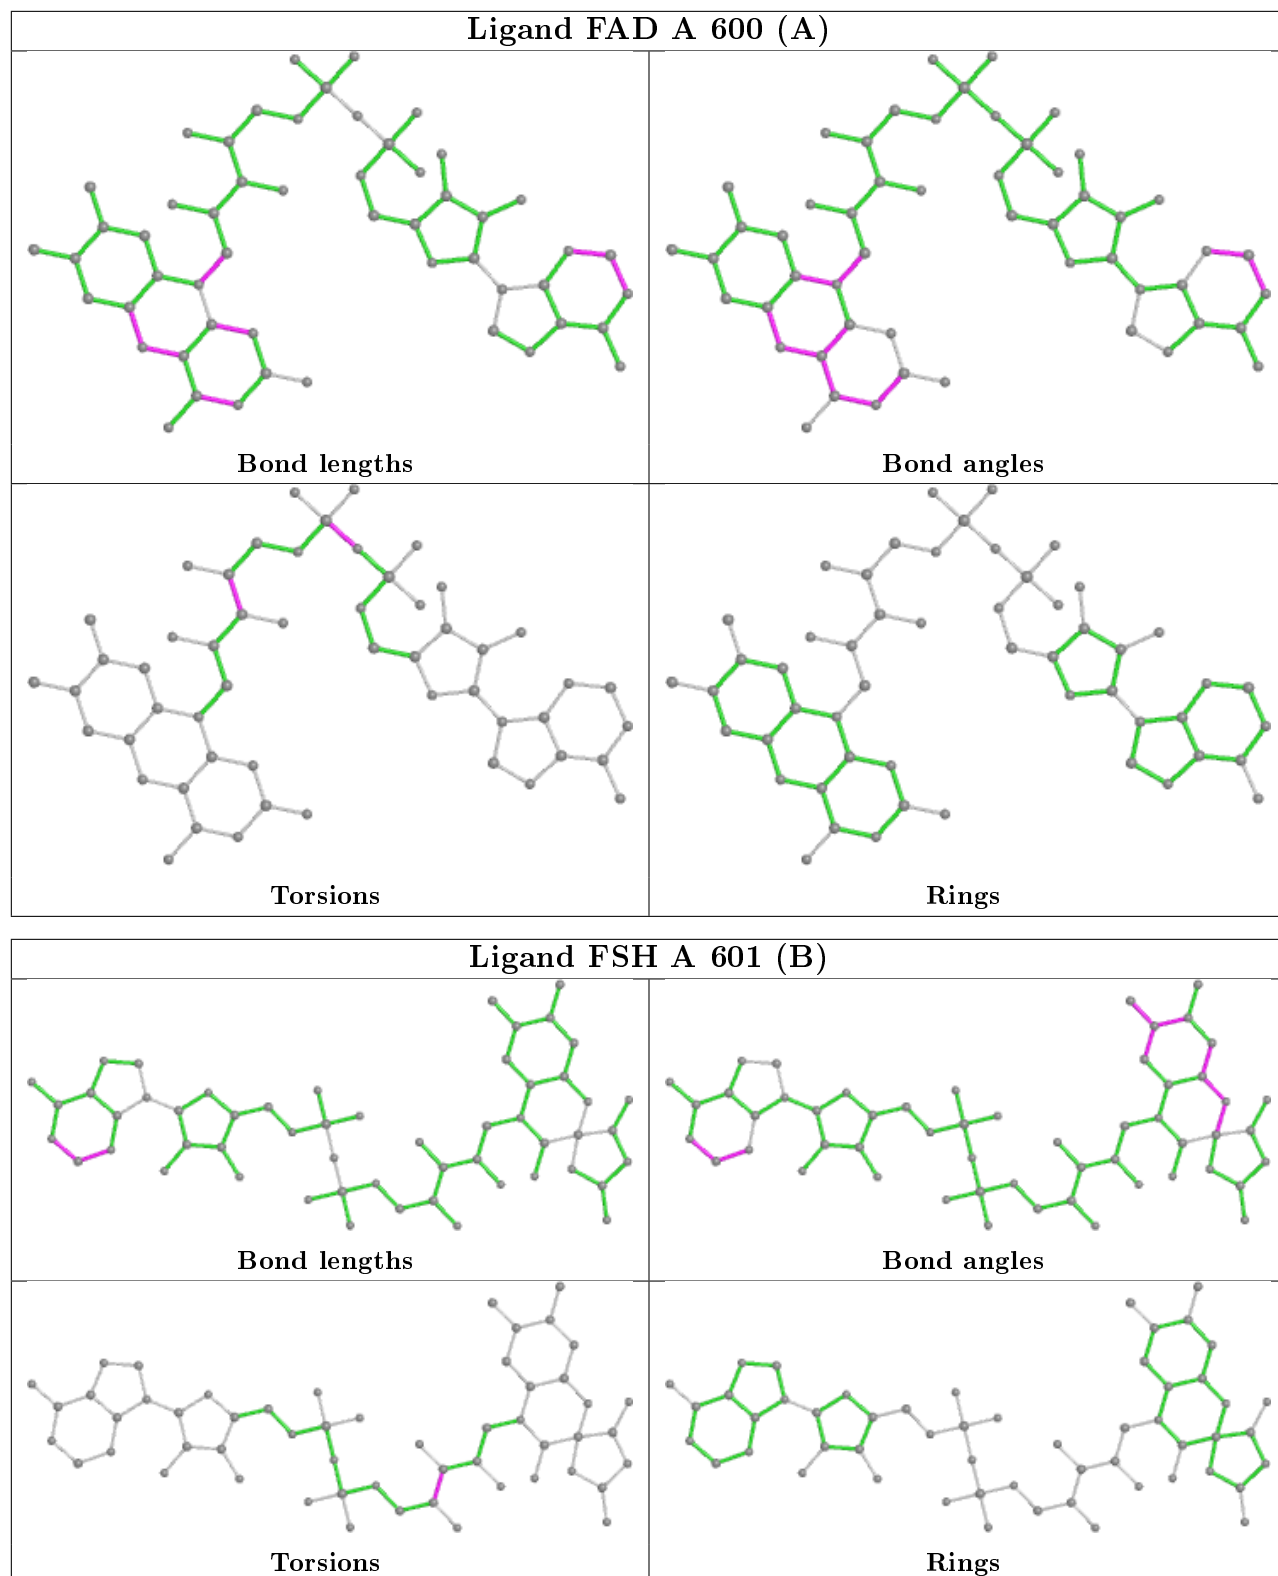 Ligand FAD A 600 (A)
Bond lengths
Bond angles
Torsions
Rings
Ligand FSH A 601 (B)
Bond lengths
Bond angles
Torsions
Rings